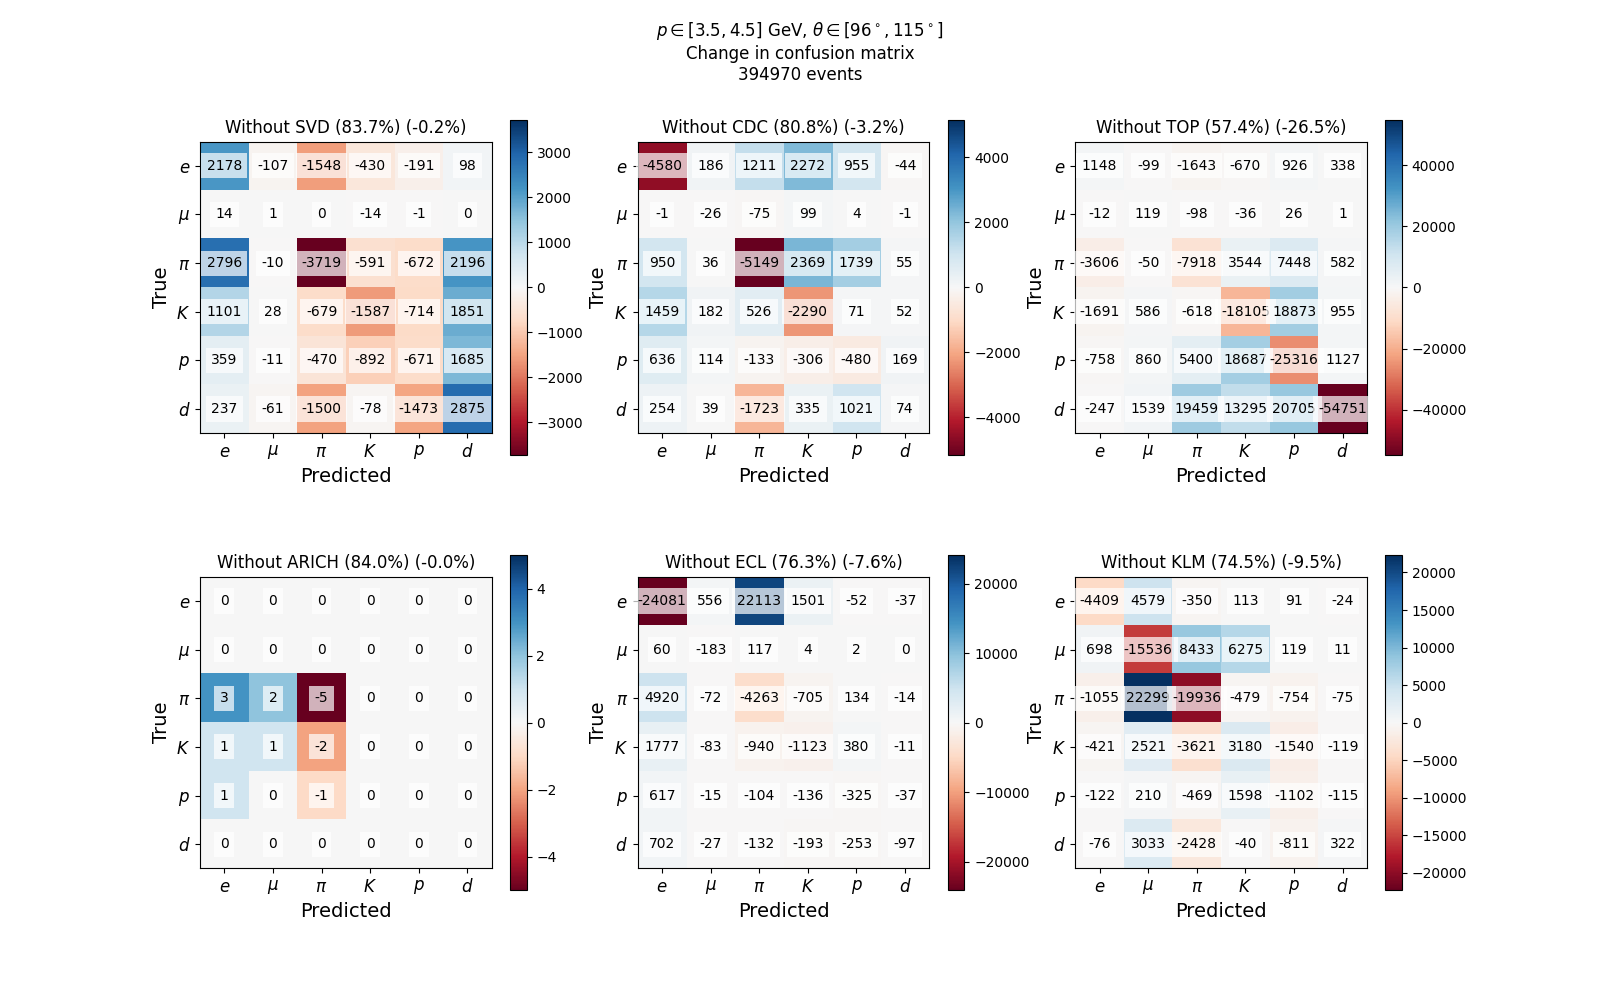 p ∈ [3.5, 4.5] GeV, θ ∈ [96°, 115°]
Change in confusion matrix
394970 events
Without SVD (83.7%) (-0.2%)
True
e 2178 -107 -1548 -430 -191 98
μ 14 1 0 -14 -1 0
π 2796 -10 -3719 -591 -672 2196
K 1101 28 -679 -1587 -714 1851
p 359 -11 -470 -892 -671 1685
d 237 -61 -1500 -78 -1473 2875
e μ π K p d
Predicted
3000
2000
1000
0
−1000
−2000
−3000
Without CDC (80.8%) (-3.2%)
True
e -4580 186 1211 2272 955 -44
μ -1 -26 -75 99 4 -1
π 950 36 -5149 2369 1739 55
K 1459 182 526 -2290 71 52
p 636 114 -133 -306 -480 169
d 254 39 -1723 335 1021 74
e μ π K p d
Predicted
4000
2000
0
−2000
−4000
Without TOP (57.4%) (-26.5%)
True
e 1148 -99 -1643 -670 926 338
μ -12 119 -98 -36 26 1
π -3606 -50 -7918 3544 7448 582
K -1691 586 -618 -18105 18873 955
p -758 860 5400 18687 -25316 1127
d -247 1539 19459 13295 20705 -54751
e μ π K p d
Predicted
40000
20000
0
−20000
−40000
Without ARICH (84.0%) (-0.0%)
True
e 0 0 0 0 0 0
μ 0 0 0 0 0 0
π 3 2 -5 0 0 0
K 1 1 -2 0 0 0
p 1 0 -1 0 0 0
d 0 0 0 0 0 0
e μ π K p d
Predicted
4
2
0
−2
−4
Without ECL (76.3%) (-7.6%)
True
e -24081 556 22113 1501 -52 -37
μ 60 -183 117 4 2 0
π 4920 -72 -4263 -705 134 -14
K 1777 -83 -940 -1123 380 -11
p 617 -15 -104 -136 -325 -37
d 702 -27 -132 -193 -253 -97
e μ π K p d
Predicted
20000
10000
0
−10000
−20000
Without KLM (74.5%) (-9.5%)
True
e -4409 4579 -350 113 91 -24
μ 698 -15536 8433 6275 119 11
π -1055 22299 -19936 -479 -754 -75
K -421 2521 -3621 3180 -1540 -119
p -122 210 -469 1598 -1102 -115
d -76 3033 -2428 -40 -811 322
e μ π K p d
Predicted
20000
15000
10000
5000
0
−5000
−10000
−15000
−20000